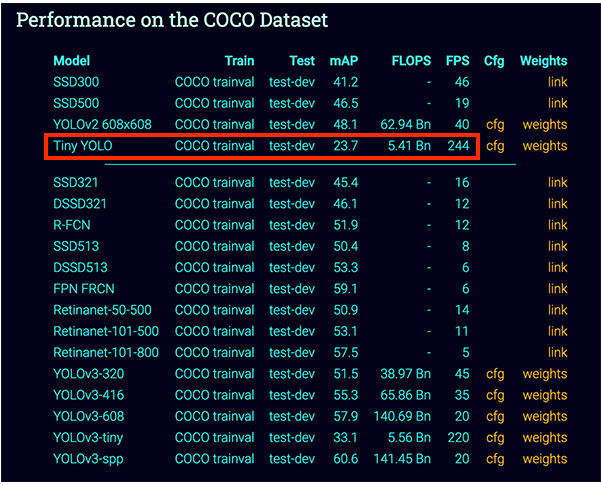 Performance on the COCO Dataset
Model Train Test mAP FLOPS FPS Cfg Weights
SSD300 COCO trainval test-dev 41.2 - 46 link
SSD500 COCO trainval test-dev 46.5 - 19 link
YOLOv2 608x608 COCO trainval test-dev 48.1 62.94 Bn 40 cfg weights
Tiny YOLO COCO trainval test-dev 23.7 5.41 Bn 244 cfg weights
SSD321 COCO trainval test-dev 45.4 - 16 link
DSSD321 COCO trainval test-dev 46.1 - 12 link
R-FCN COCO trainval test-dev 51.9 - 12 link
SSD513 COCO trainval test-dev 50.4 - 8 link
DSSD513 COCO trainval test-dev 53.3 - 6 link
FPN FRCN COCO trainval test-dev 59.1 - 6 link
Retinanet-50-500 COCO trainval test-dev 50.9 - 14 link
Retinanet-101-500 COCO trainval test-dev 53.1 - 11 link
Retinanet-101-800 COCO trainval test-dev 57.5 - 5 link
YOLOv3-320 COCO trainval test-dev 51.5 38.97 Bn 45 cfg weights
YOLOv3-416 COCO trainval test-dev 55.3 65.86 Bn 35 cfg weights
YOLOv3-608 COCO trainval test-dev 57.9 140.69 Bn 20 cfg weights
YOLOv3-tiny COCO trainval test-dev 33.1 5.56 Bn 220 cfg weights
YOLOv3-spp COCO trainval test-dev 60.6 141.45 Bn 20 cfg weights